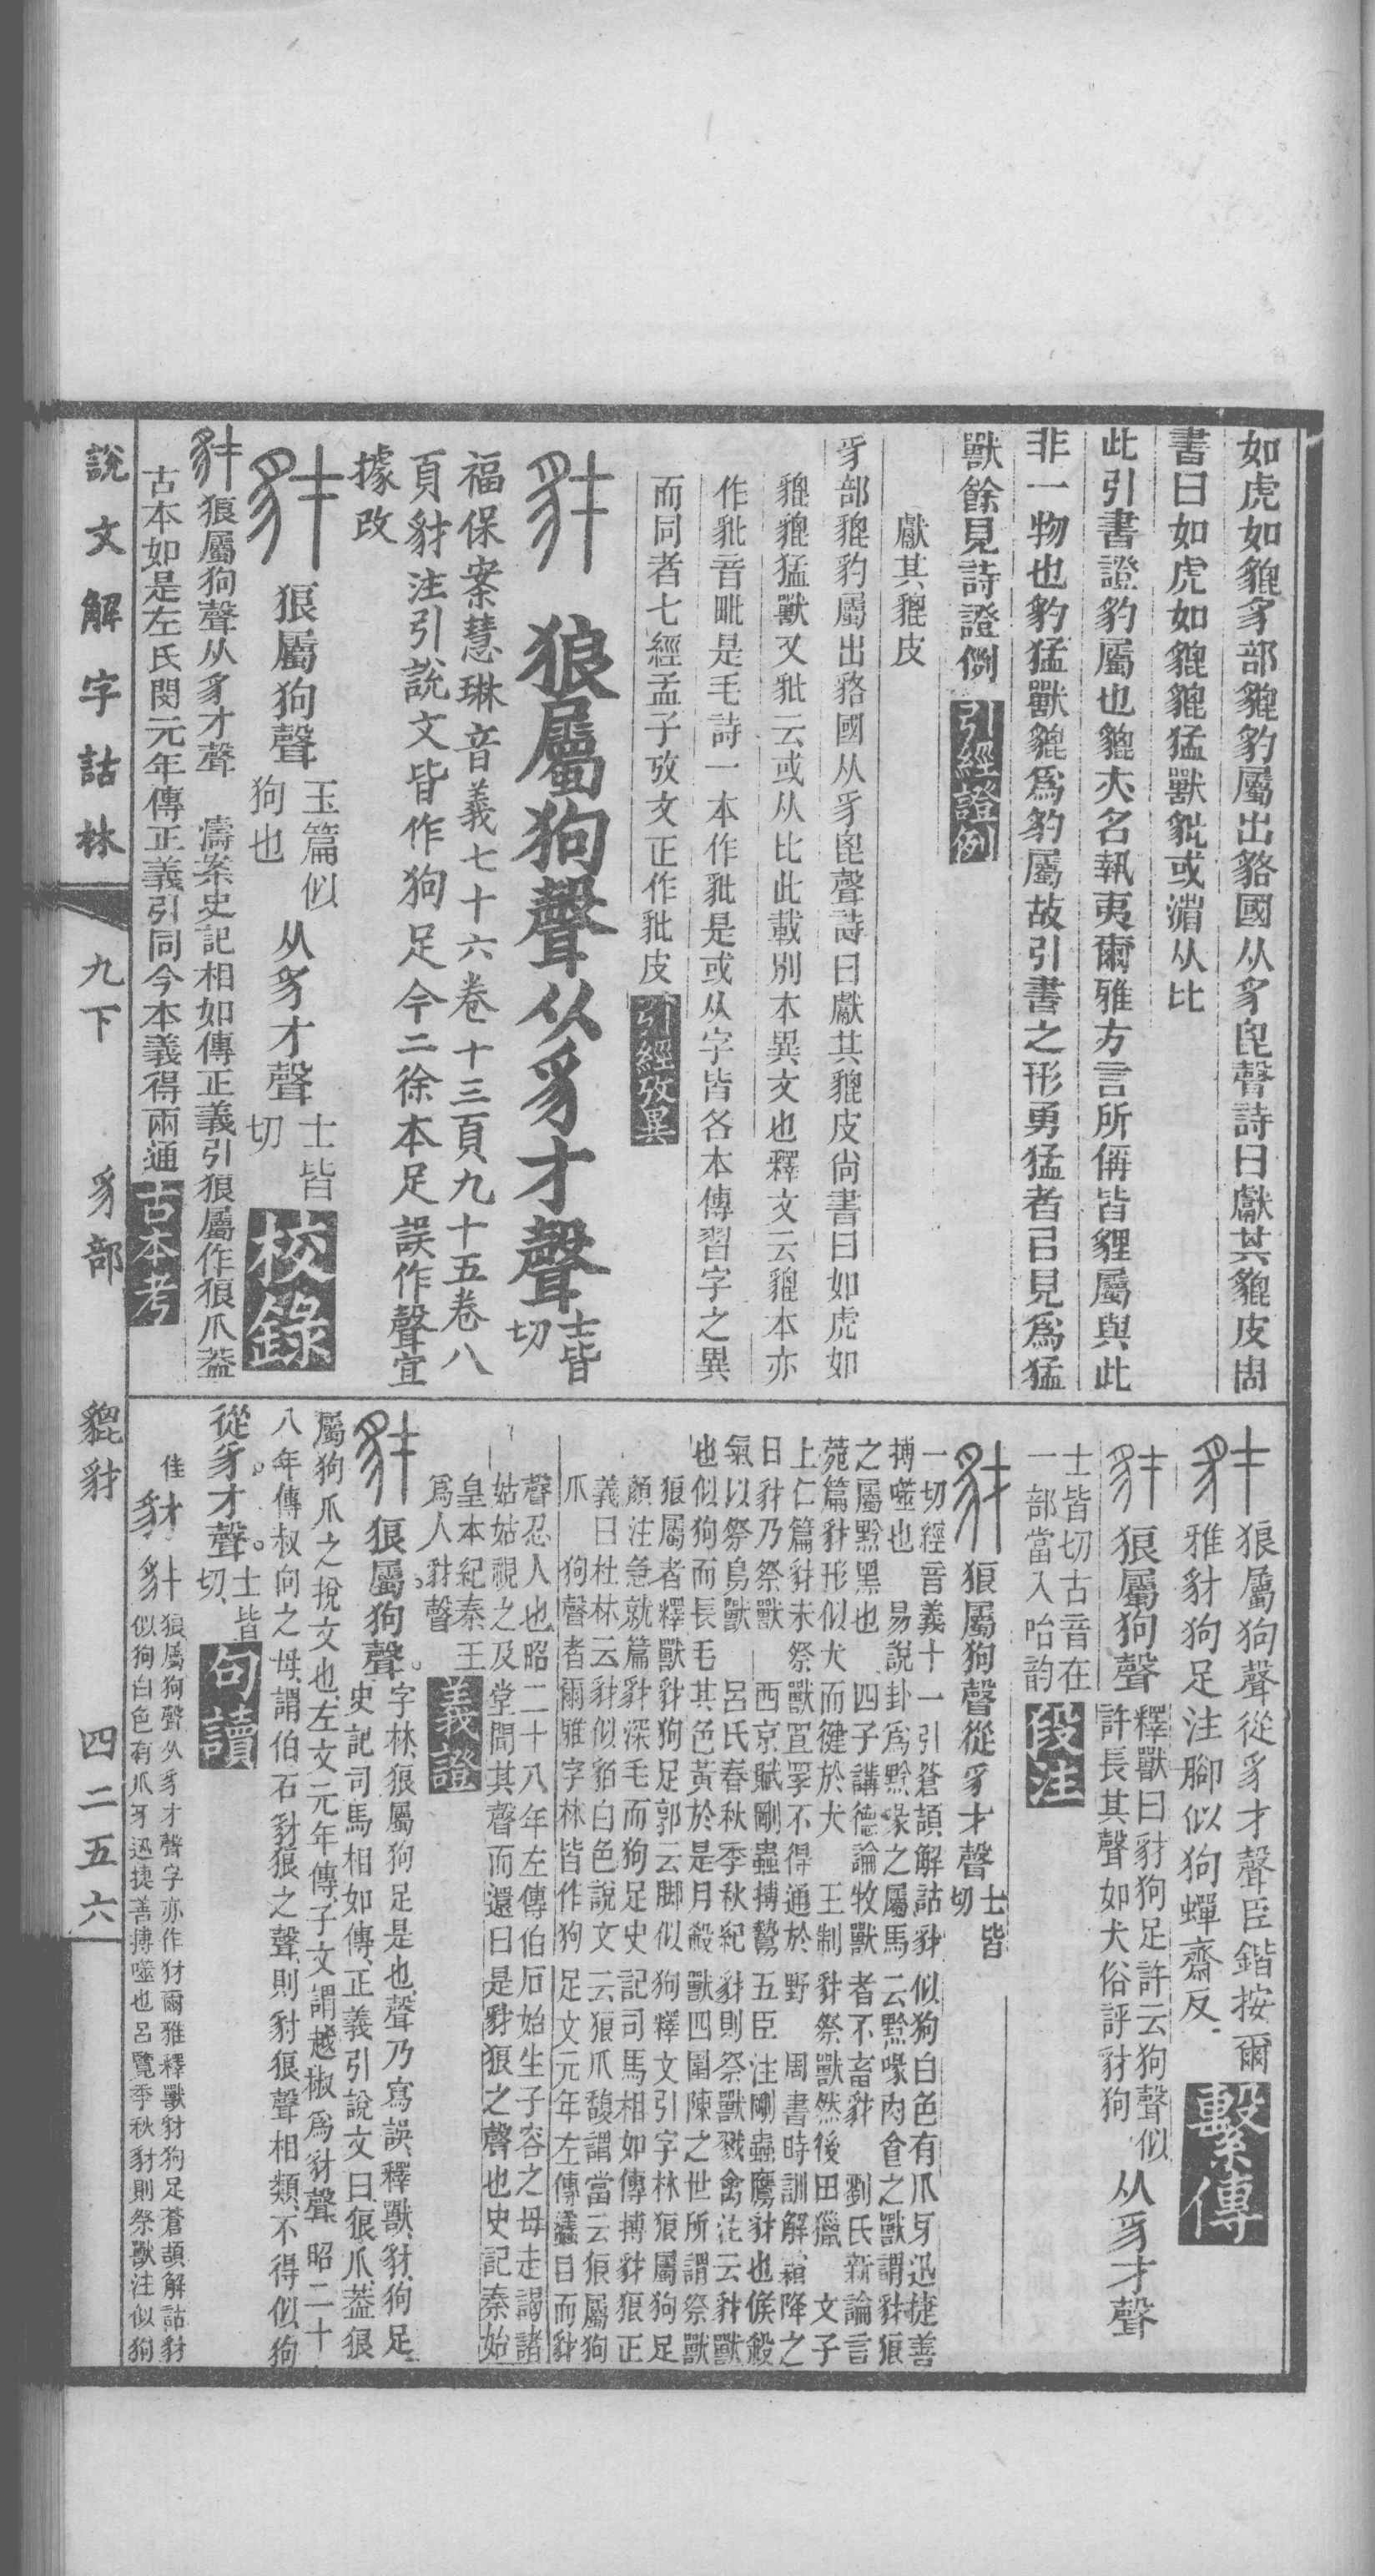 如虎如貔豸部貔豹屬出貉國从豸毘聲詩曰獻其貔皮周
書曰如虎如貔貔猛獸豼或湄从比
此引書證豹屬也貔夫名執夷爾雅方言所偁皆貍屬與此
非一物也豹猛獸貔爲豹屬故引書之形勇猛者㠯見爲猛
獸餘見詩證例 引經證例
獻其貔皮
豸部貔豹屬出貉國从豸毘聲詩曰獻其貔皮尙書曰如虎如
貔貔猛獸又豼云或从比此載別本異文也釋文云貔本亦
作豼音毗是毛詩一本作豼是或从字皆各本傳習字之異
而同者七經孟子攷文正作豼皮 引經攷異
豺 狼屬狗聲从豸才聲 士皆切
福保案慧琳音義七十六卷十三頁九十五卷八
頁豺注引說文皆作狗足今二徐本足誤作聲宜
據改
豺 狼屬狗聲 玉篇似狗也 从豸才聲 士皆切 校錄
豺狼屬狗聲从豸才聲 濤案史記相如傳正義引狼屬作狼爪葢
古本如是左氏閔元年傳正義引同今本義得兩通 古本考
豺 狼屬狗聲從豸才聲臣鍇按爾
雅豺狗足注腳似狗蟬齋反 繫傳
豺 狼屬狗聲 釋獸曰豺狗足許云狗聲似許長其聲如犬俗評豺狗 从豸才聲
士皆切古音在一部當入咍韵 段注
豺 狼屬狗聲從豸才聲 士皆切
一切經音義十一引蒼頡解詁豺似狗白色有爪牙迅捷善
搏噬也 易說卦爲黔喙之屬馬云黔喙肉食之獸謂豺狼
之屬黔黑也 四子講德論牧獸者不畜豺 劉氏新論言
菀篇豺形似犬而健於犬 王制豺祭獸然後田獵 文子
上仁篇豺未祭獸罝罦不得通於野 周書時訓解霜降之
日豺乃祭獸 西京賦剛蟲搏鷙五臣注剛蟲鷹豺也候殺
氣以祭鳥獸 呂氏春秋季秋紀豺則祭獸戮禽注云豺獸
也似狗而長毛其色黃於是月殺獸四圍陳之世所謂祭獸
狼屬者釋獸豺狗足郭云腳似狗釋文引字林狼屬狗足
顏注急就篇豺深毛而狗足史記司馬相如傳搏豺狼正
義曰杜林云豺似貊白色說文云狼爪馥謂當云狼屬狗
爪 狗聲者爾雅字林皆作狗足文元年左傳蠭目而豺
聲忍人也昭二十八年左傳伯石始生子容之母走謁諸
姑姑視之及堂聞其聲而還曰是豺狼之聲也史記秦始
皇本紀秦王
爲人豺聲 義證
豺 狼屬狗聲 字林狼屬狗足是也聲乃寫誤釋獸豺狗足
史記司馬相如傳正義引說文曰狼爪葢狼
屬狗爪之挩文也左文元年傳子文謂越椒爲豺聲昭二十
八年傳叔向之母謂伯石豺狼之聲則豺狼聲相類不得似狗
從豸才聲 士皆切 句讀
佳 豺 豺 狼屬狗聲从豸才聲字亦作犲爾雅釋獸豺狗足蒼頡解詁豺
似狗白色有爪牙迅捷善搏噬也呂覽季秋豺則祭獸注似狗
說文解字詁林 九下 豸部 貔豺 四二五六